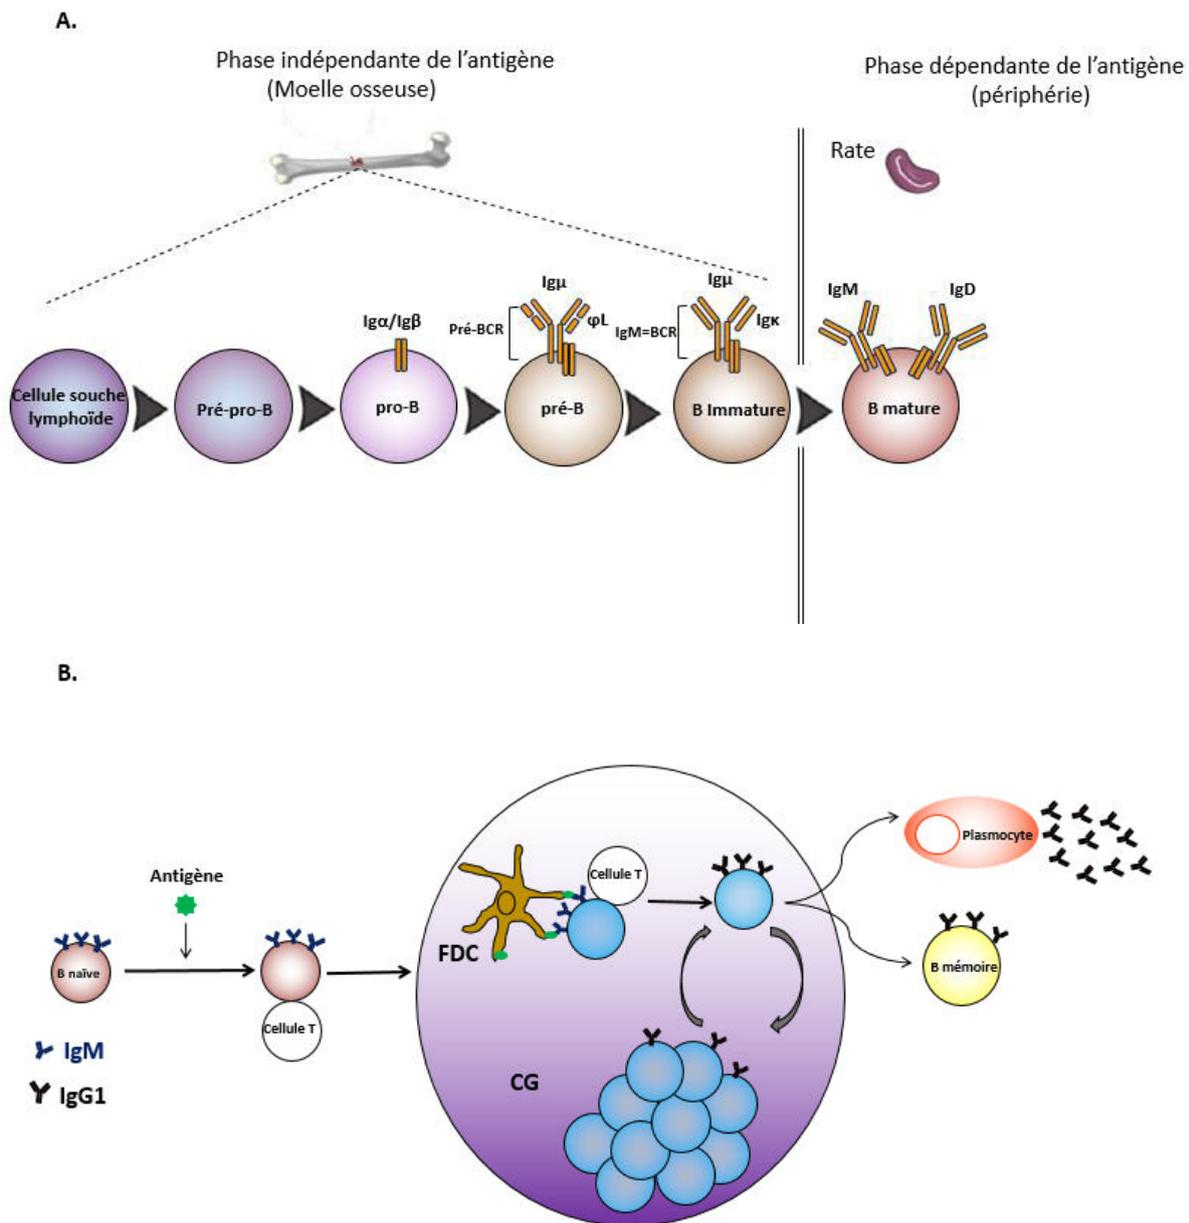 A.
Phase indépendante de l'antigène
(Moelle osseuse)
Phase dépendante de l'antigène
(périphérie)
Rate
Igα/Igβ
Pré-BCR
Igμ
φL
IgM=BCR
Igμ
Igκ
IgM
IgD
Cellule souche
lymphoïde
Pré-pro-B
pro-B
pré-B
B Immature
B mature
B.
Antigène
B naïve
Cellule T
IgM
IgG1
FDC
Cellule T
CG
Plasmocyte
B mémoire